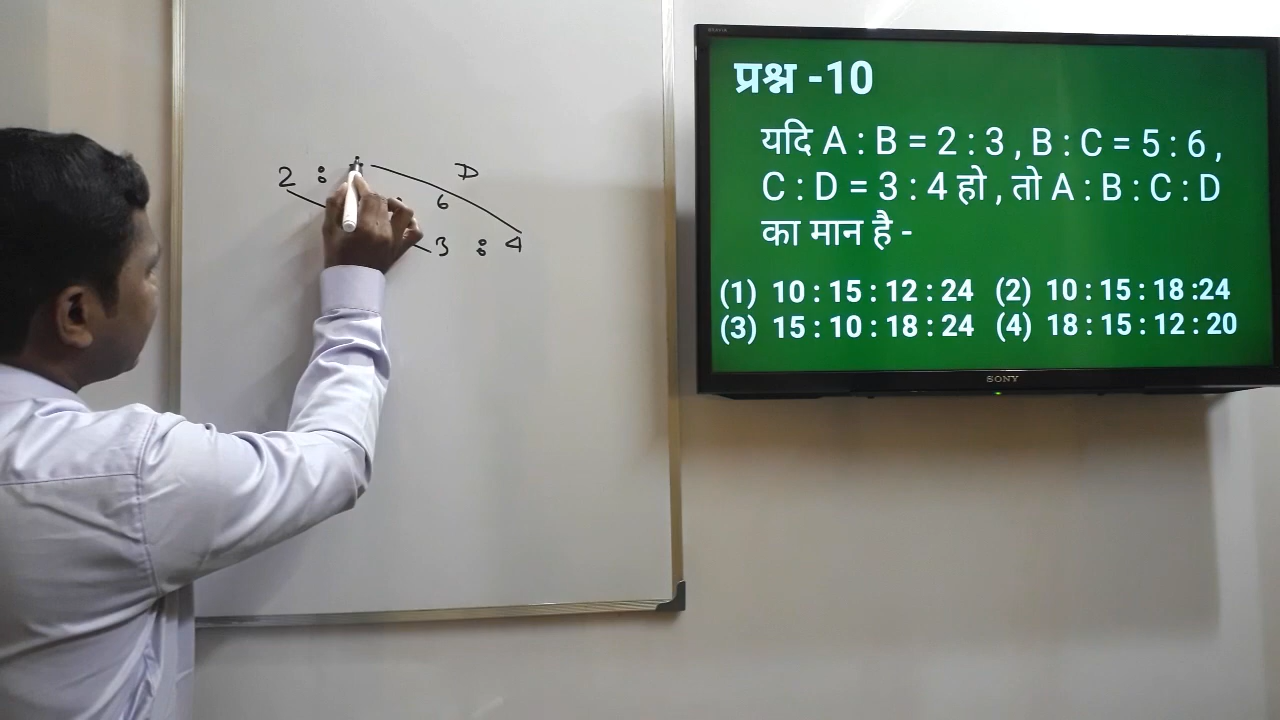 2 : D
6
3 : 4
प्रश्न -10
यदि A : B = 2 : 3 , B : C = 5 : 6 ,
C : D = 3 : 4 हो , तो A : B : C : D
का मान है -
(1) 10 : 15 : 12 : 24 (2) 10 : 15 : 18 :24
(3) 15 : 10 : 18 : 24 (4) 18 : 15 : 12 : 20
SONY